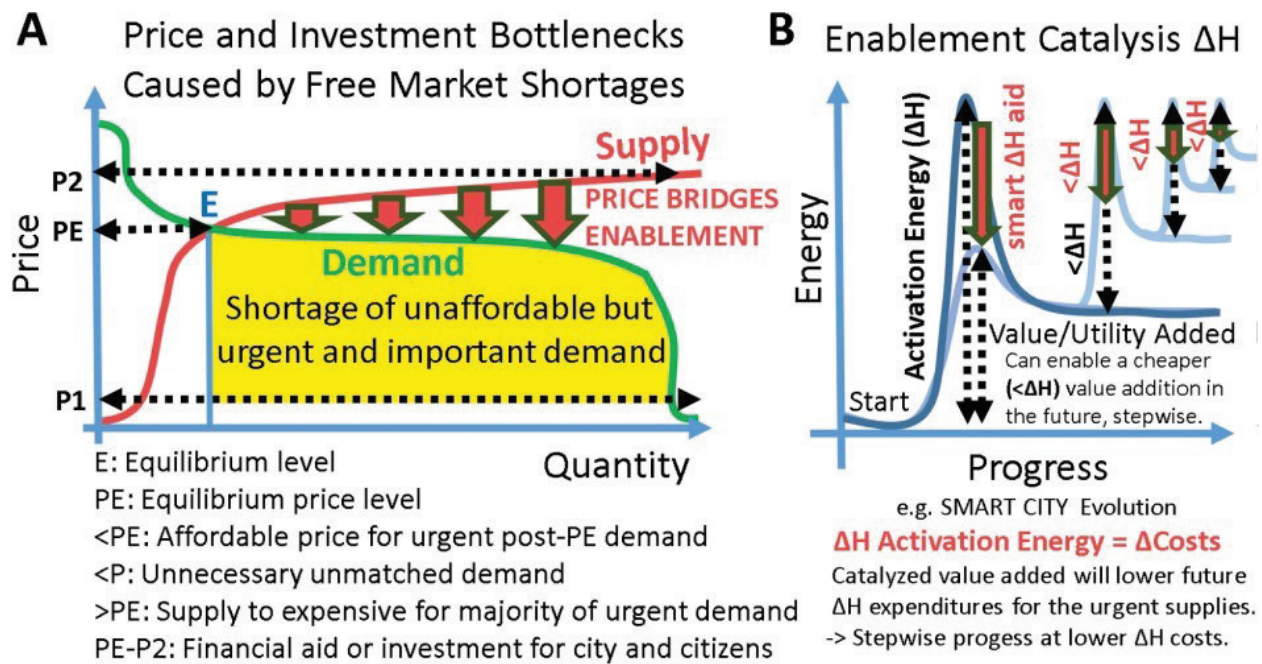 A
Price and Investment Bottlenecks
Caused by Free Market Shortages
Price
P2
PE
P1
E
Supply
PRICE BRIDGES
ENABLEMENT
Demand
Shortage of unaffordable but
urgent and important demand
Quantity
E: Equilibrium level
PE: Equilibrium price level
<PE: Affordable price for urgent post-PE demand
<P: Unnecessary unmatched demand
>PE: Supply to expensive for majority of urgent demand
PE-P2: Financial aid or investment for city and citizens
B
Enablement Catalysis ΔH
Energy
Activation Energy (ΔH)
smart ΔH aid
<ΔH
<ΔH
<ΔH
<ΔH
Start
Value/Utility Added
Can enable a cheaper
(<ΔH) value addition in
the future, stepwise.
Progress
e.g. SMART CITY Evolution
ΔH Activation Energy = ΔCosts
Catalyzed value added will lower future
ΔH expenditures for the urgent supplies.
-> Stepwise progess at lower ΔH costs.